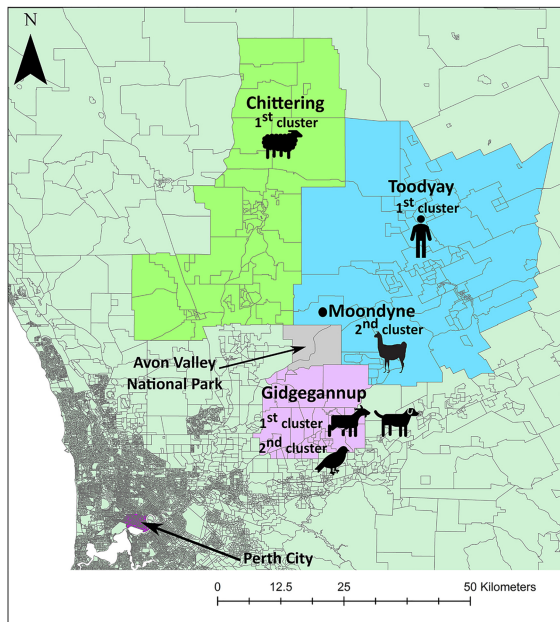 N
Chittering
1st cluster
Toodyay
1st cluster
Moondyne
2nd cluster
Avon Valley
National Park
Gidgegannup
1st cluster
2nd cluster
Perth City
0 12.5 25 50 Kilometers